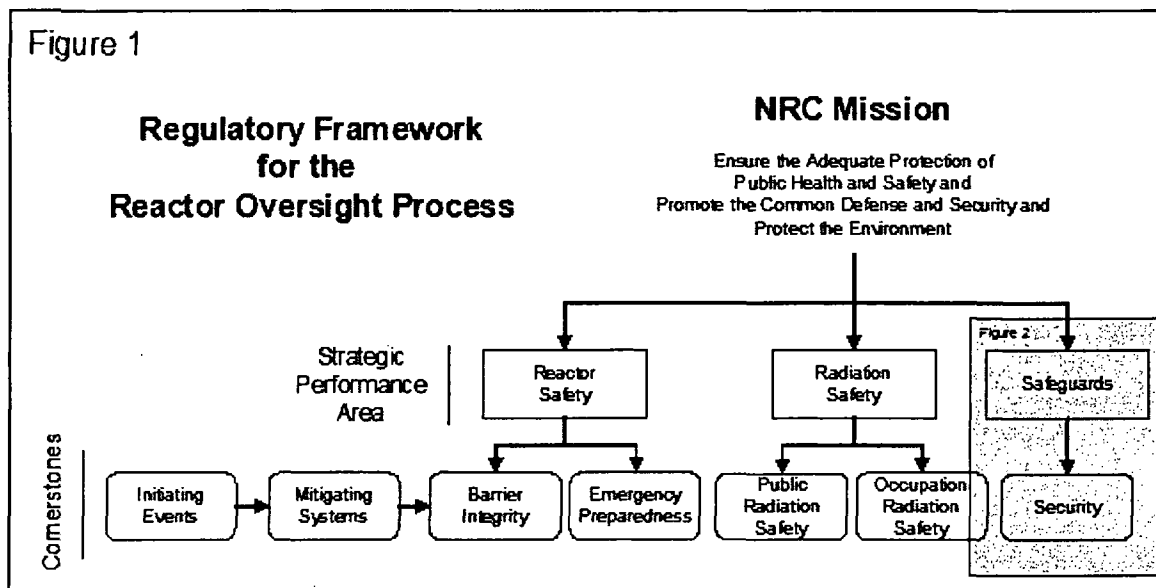 Figure 1
Regulatory Framework
for the
Reactor Oversight Process
NRC Mission
Ensure the Adequate Protection of
Public Health and Safety and
Promote the Common Defense and Security and
Protect the Environment
Strategic
Performance
Area
Reactor
Safety
Radiation
Safety
Figure 2
Safeguards
Cornerstones
Initiating
Events
Mitigating
Systems
Barrier
Integrity
Emergency
Preparedness
Public
Radiation
Safety
Occupation
Radiation
Safety
Security